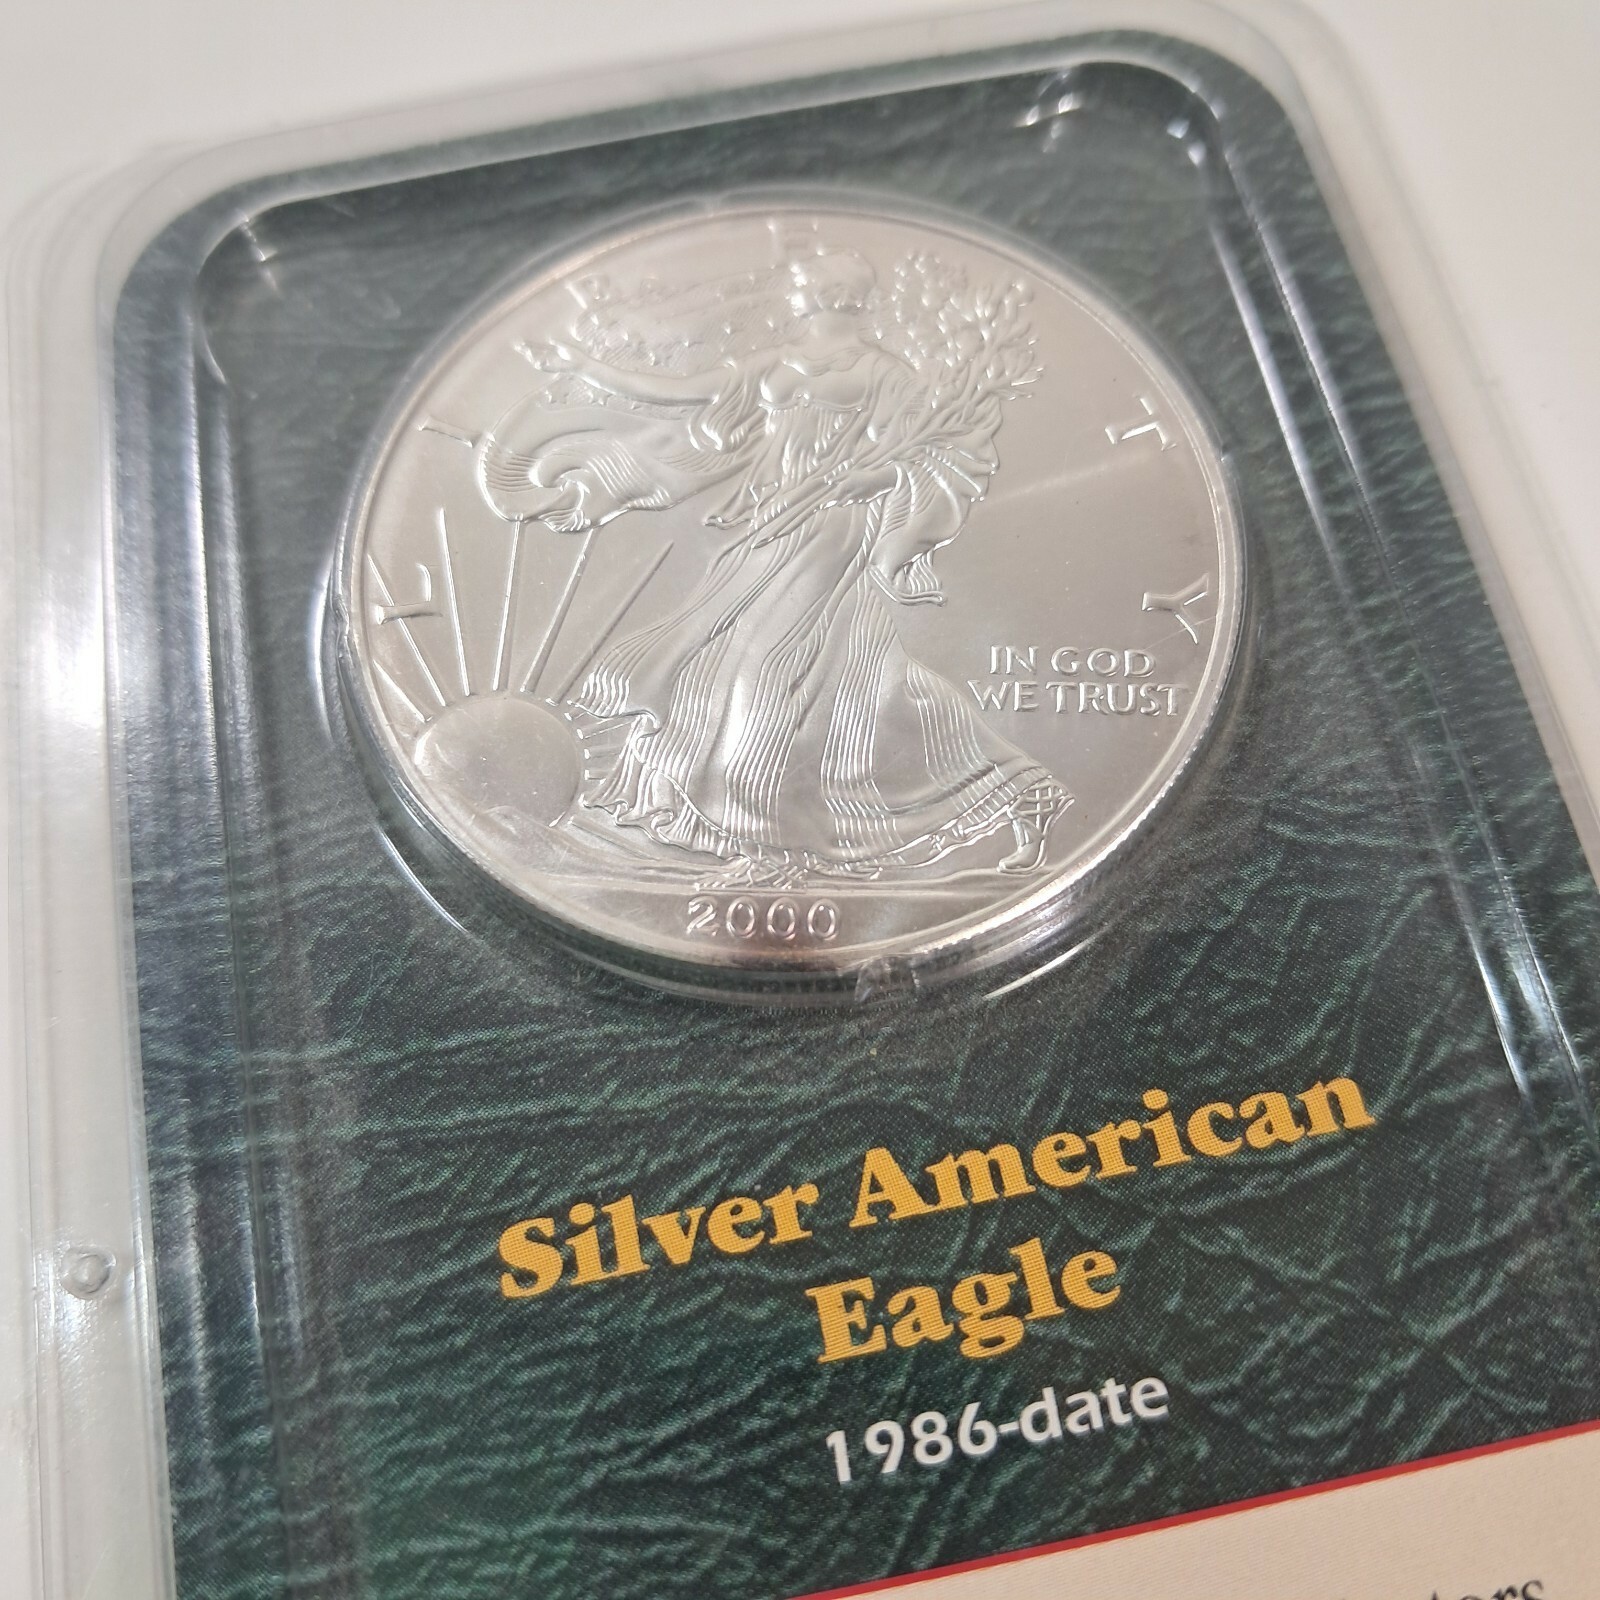 LIBERTY
IN GOD
WE TRUST
2000
Silver American
Eagle
1986-date